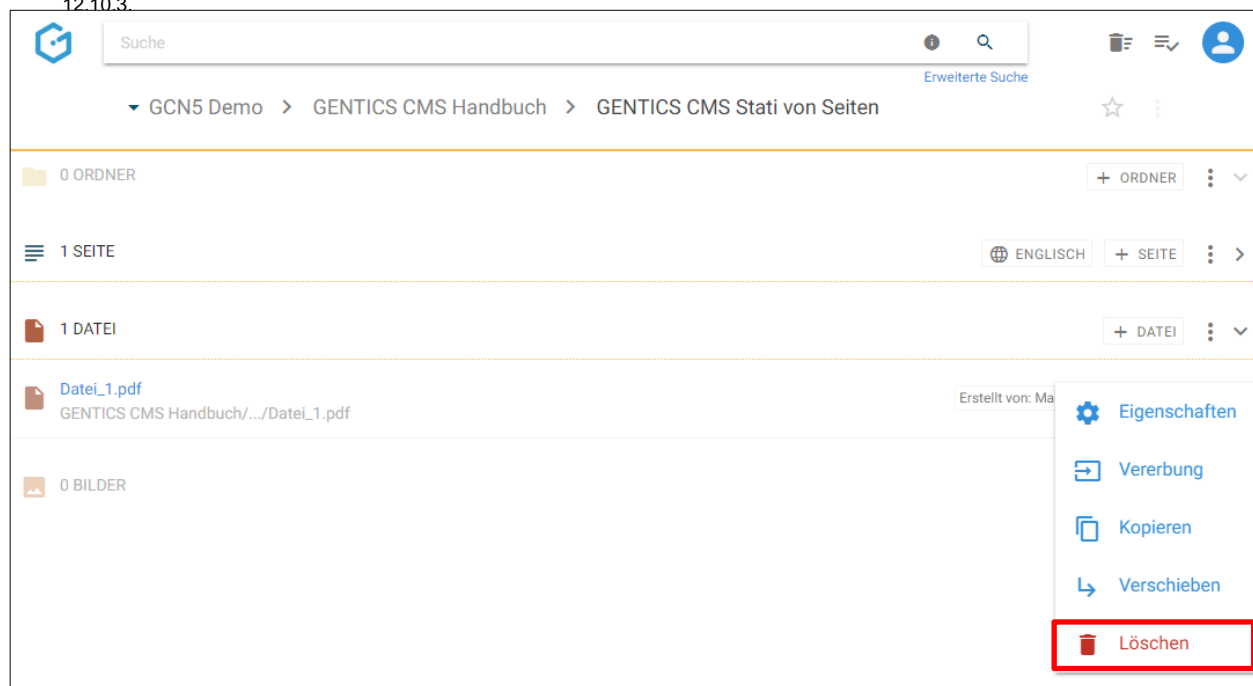 12.10.3.
Suche
Erweiterte Suche
GCN5 Demo > GENTICS CMS Handbuch > GENTICS CMS Stati von Seiten
0 ORDNER
+ ORDNER
1 SEITE
ENGLISCH
+ SEITE
1 DATEI
+ DATEI
Datei_1.pdf
GENTICS CMS Handbuch/.../Datei_1.pdf
Erstellt von: Ma
Eigenschaften
Vererbung
0 BILDER
Kopieren
Verschieben
Löschen